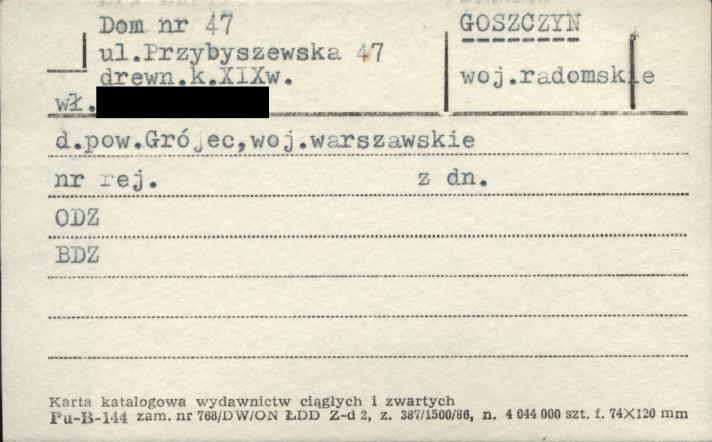 Dom nr 47
GOSZCZYN
ul.Przybyszewska 47
drewn.k.XIXw.
woj.radomskie
wł.
d.pow.Grójec,woj.warszawskie
nr rej. z dn.
ODZ
BDZ
Karta katalogowa wydawnictw ciągłych i zwartych
Pu-B-144 zam. nr 768/DW/ON ŁDD Z-d 2, z. 387/1500/86, n. 4 044 000 szt. f. 74×120 mm